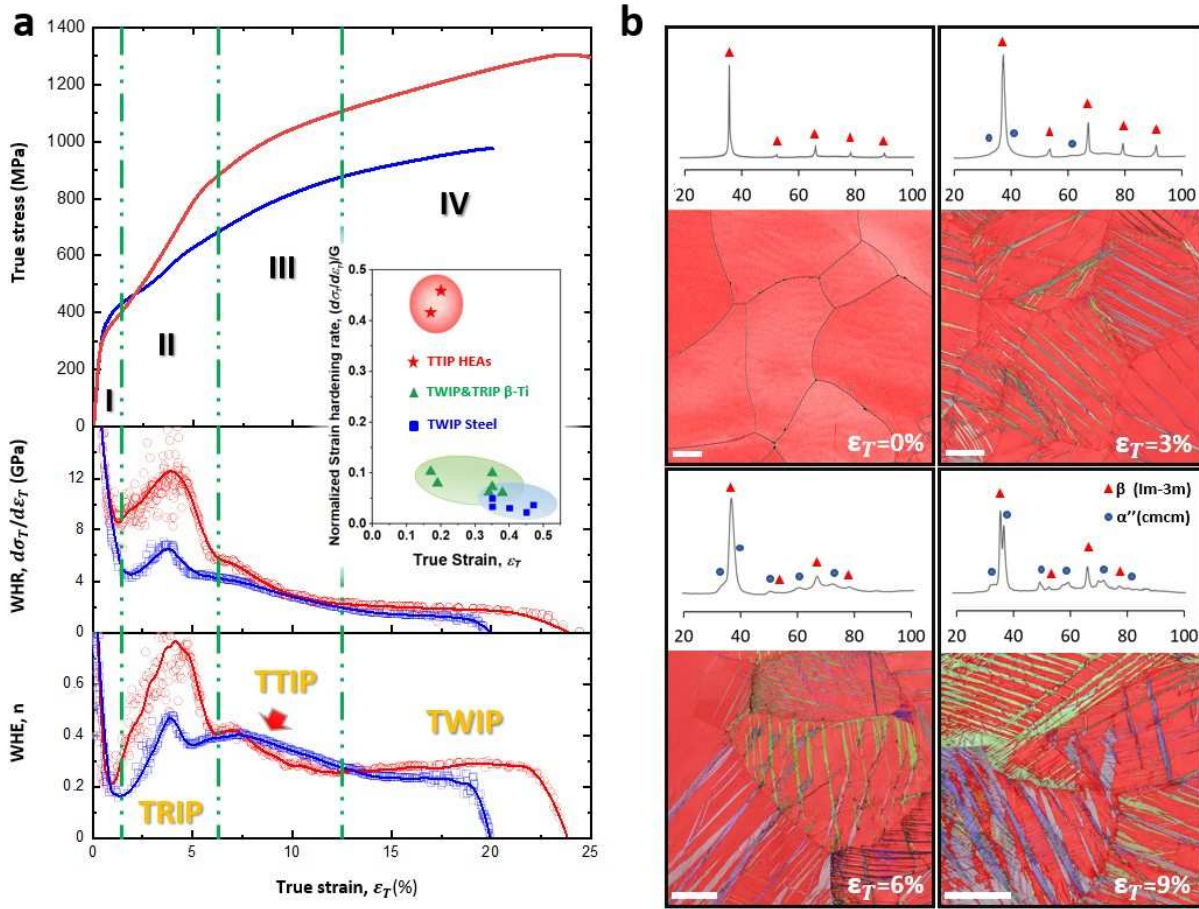 a
True stress (MPa)
1400
1200
1000
800
600
400
200
0
I
II
III
IV
Normalized Strain hardening rate, (dσT/dεT)/G
0.5
0.4
0.3
0.2
0.1
0.0
TTIP HEAs
TWIP&TRIP β-Ti
TWIP Steel
0.0 0.1 0.2 0.3 0.4 0.5
True Strain, εT
WHR, dσT/dεT (GPa)
12
8
4
0
WHE, n
0.6
0.4
0.2
0
TRIP
TTIP
TWIP
0 5 10 15 20 25
True strain, εT(%)
b
20 40 60 80 100
εT=0%
20 40 60 80 100
εT=3%
20 40 60 80 100
εT=6%
β (Im-3m)
α′′(cmcm)
20 40 60 80 100
εT=9%